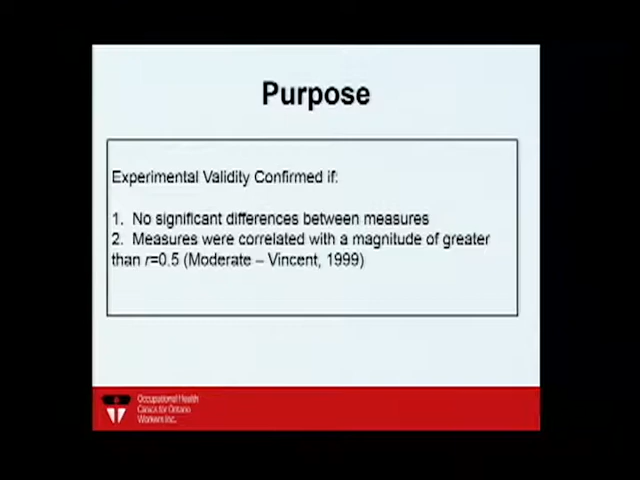 Purpose
Experimental Validity Confirmed if:
1. No significant differences between measures
2. Measures were correlated with a magnitude of greater
than r=0.5 (Moderate – Vincent, 1999)
Occupational Health
Clinics for Ontario
Workers Inc.